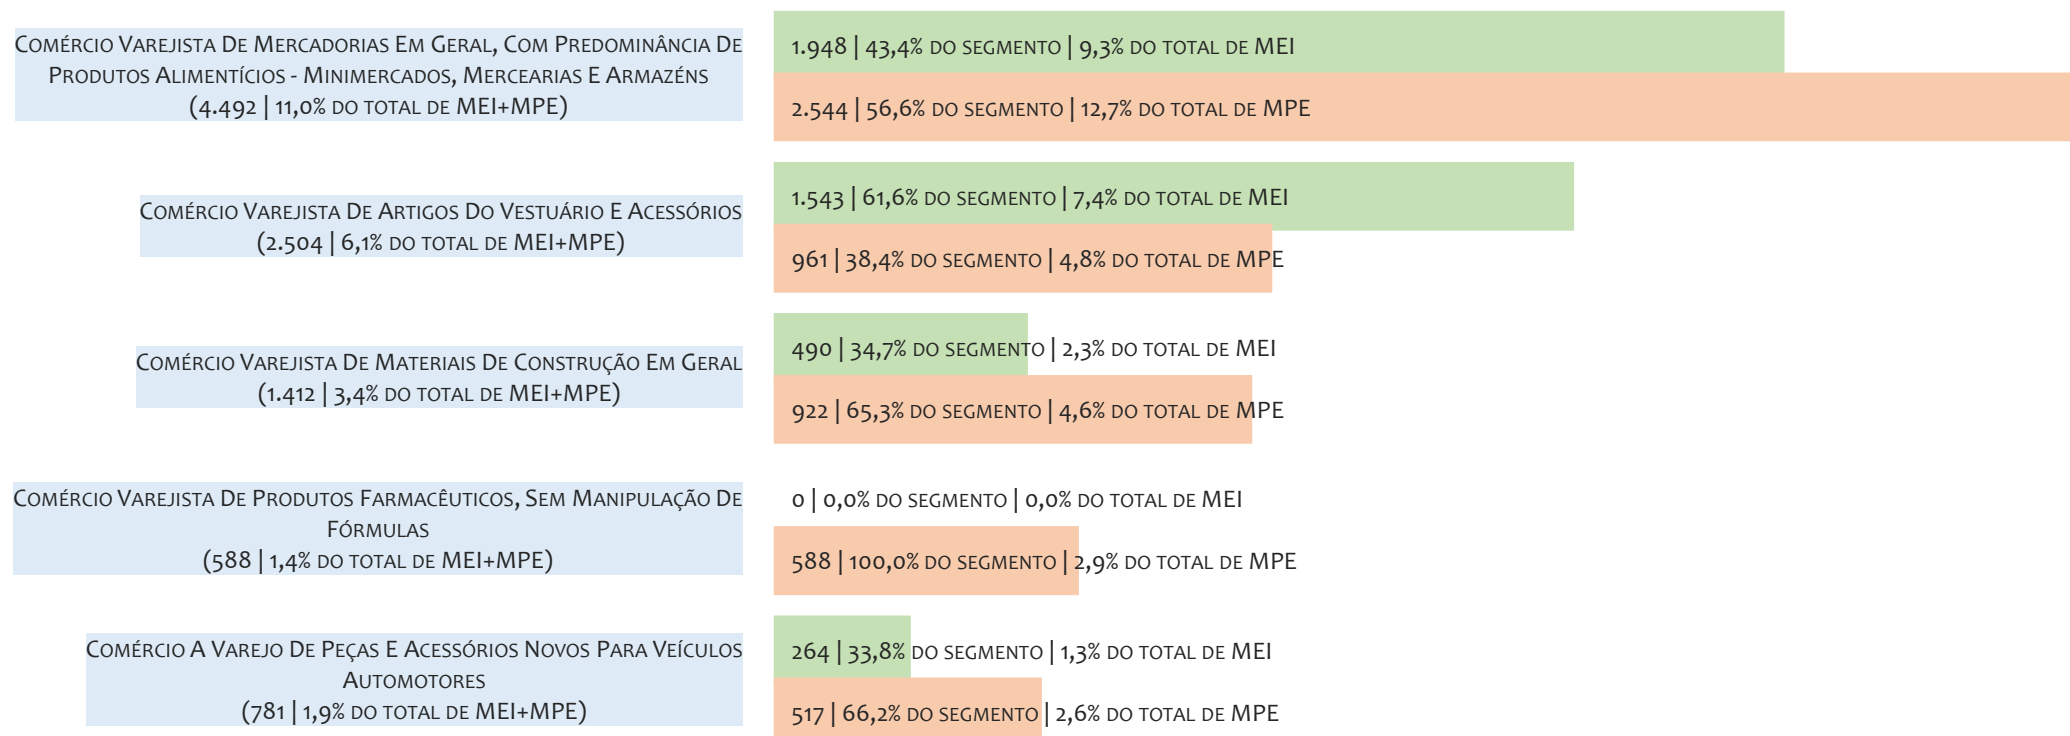 Comércio Varejista De Mercadorias Em Geral, Com Predominância De
Produtos Alimentícios - Minimercados, Mercearias E Armazéns
(4.492 | 11,0% do total de MEI+MPE)
1.948 | 43,4% do segmento | 9,3% do total de MEI
2.544 | 56,6% do segmento | 12,7% do total de MPE
Comércio Varejista De Artigos Do Vestuário E Acessórios
(2.504 | 6,1% do total de MEI+MPE)
1.543 | 61,6% do segmento | 7,4% do total de MEI
961 | 38,4% do segmento | 4,8% do total de MPE
Comércio Varejista De Materiais De Construção Em Geral
(1.412 | 3,4% do total de MEI+MPE)
490 | 34,7% do segmento | 2,3% do total de MEI
922 | 65,3% do segmento | 4,6% do total de MPE
Comércio Varejista De Produtos Farmacêuticos, Sem Manipulação De
Fórmulas
(588 | 1,4% do total de MEI+MPE)
0 | 0,0% do segmento | 0,0% do total de MEI
588 | 100,0% do segmento | 2,9% do total de MPE
Comércio A Varejo De Peças E Acessórios Novos Para Veículos
Automotores
(781 | 1,9% do total de MEI+MPE)
264 | 33,8% do segmento | 1,3% do total de MEI
517 | 66,2% do segmento | 2,6% do total de MPE